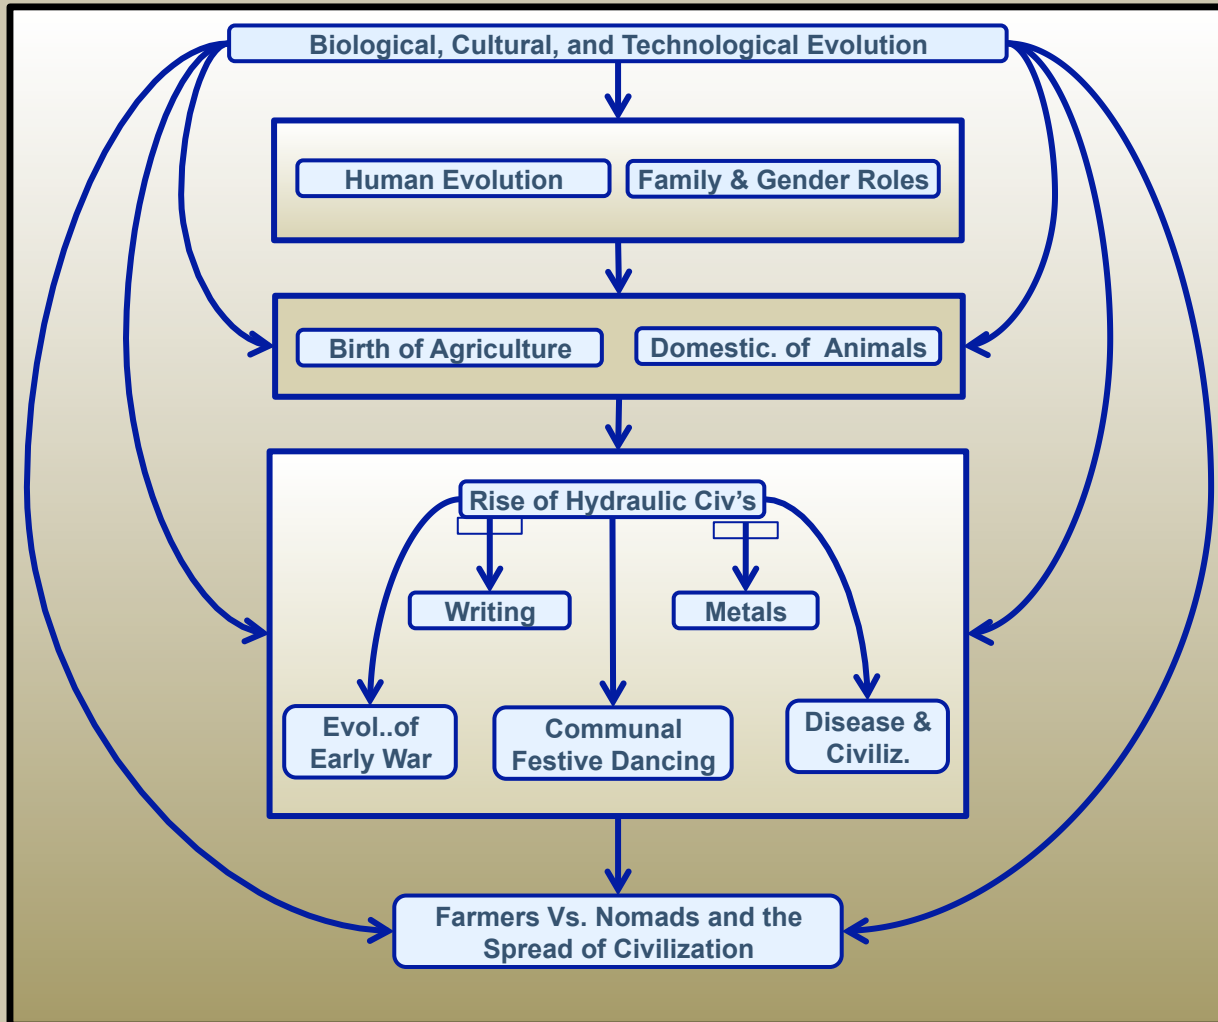 Biological, Cultural, and Technological Evolution
Human Evolution
Family & Gender Roles
Birth of Agriculture
Domestic. of Animals
Rise of Hydraulic Civ’s
Writing
Metals
Evol..of
Early War
Communal
Festive Dancing
Disease &
Civiliz.
Farmers Vs. Nomads and the
Spread of Civilization